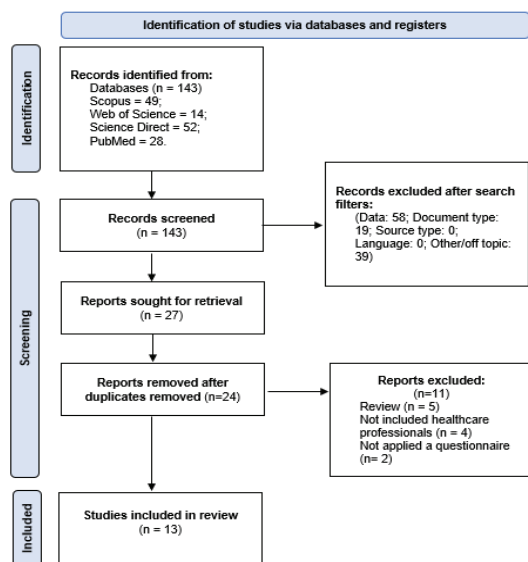 Identification of studies via databases and registers
Identification
Records identified from:
Databases (n = 143)
Scopus = 49;
Web of Science = 14;
Science Direct = 52;
PubMed = 28.
Screening
Records screened
(n = 143)
Records excluded after search
filters:
(Data: 58; Document type:
19; Source type: 0;
Language: 0; Other/off topic:
39)
Reports sought for retrieval
(n = 27)
Reports removed after
duplicates removed (n=24)
Reports excluded:
(n=11)
Review (n = 5)
Not included healthcare
professionals (n = 4)
Not applied a questionnaire
(n= 2)
Included
Studies included in review
(n = 13)